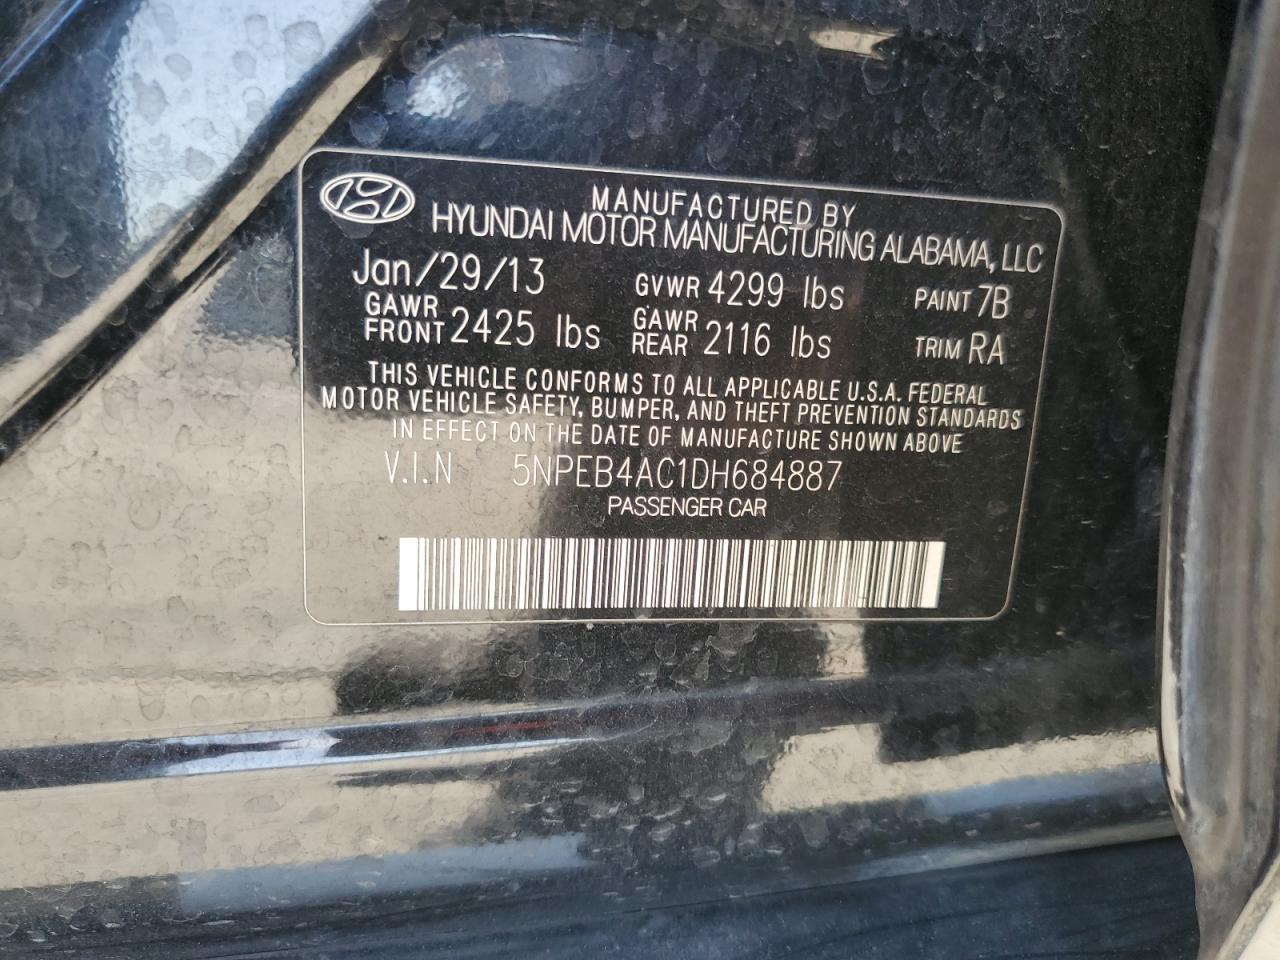 MANUFACTURED BY
HYUNDAI MOTOR MANUFACTURING ALABAMA, LLC
Jan/29/13 GVWR 4299 lbs PAINT 7B
GAWR FRONT 2425 lbs GAWR REAR 2116 lbs TRIM RA
THIS VEHICLE CONFORMS TO ALL APPLICABLE U.S.A. FEDERAL
MOTOR VEHICLE SAFETY, BUMPER, AND THEFT PREVENTION STANDARDS
IN EFFECT ON THE DATE OF MANUFACTURE SHOWN ABOVE
V.I.N 5NPEB4AC1DH684887
PASSENGER CAR